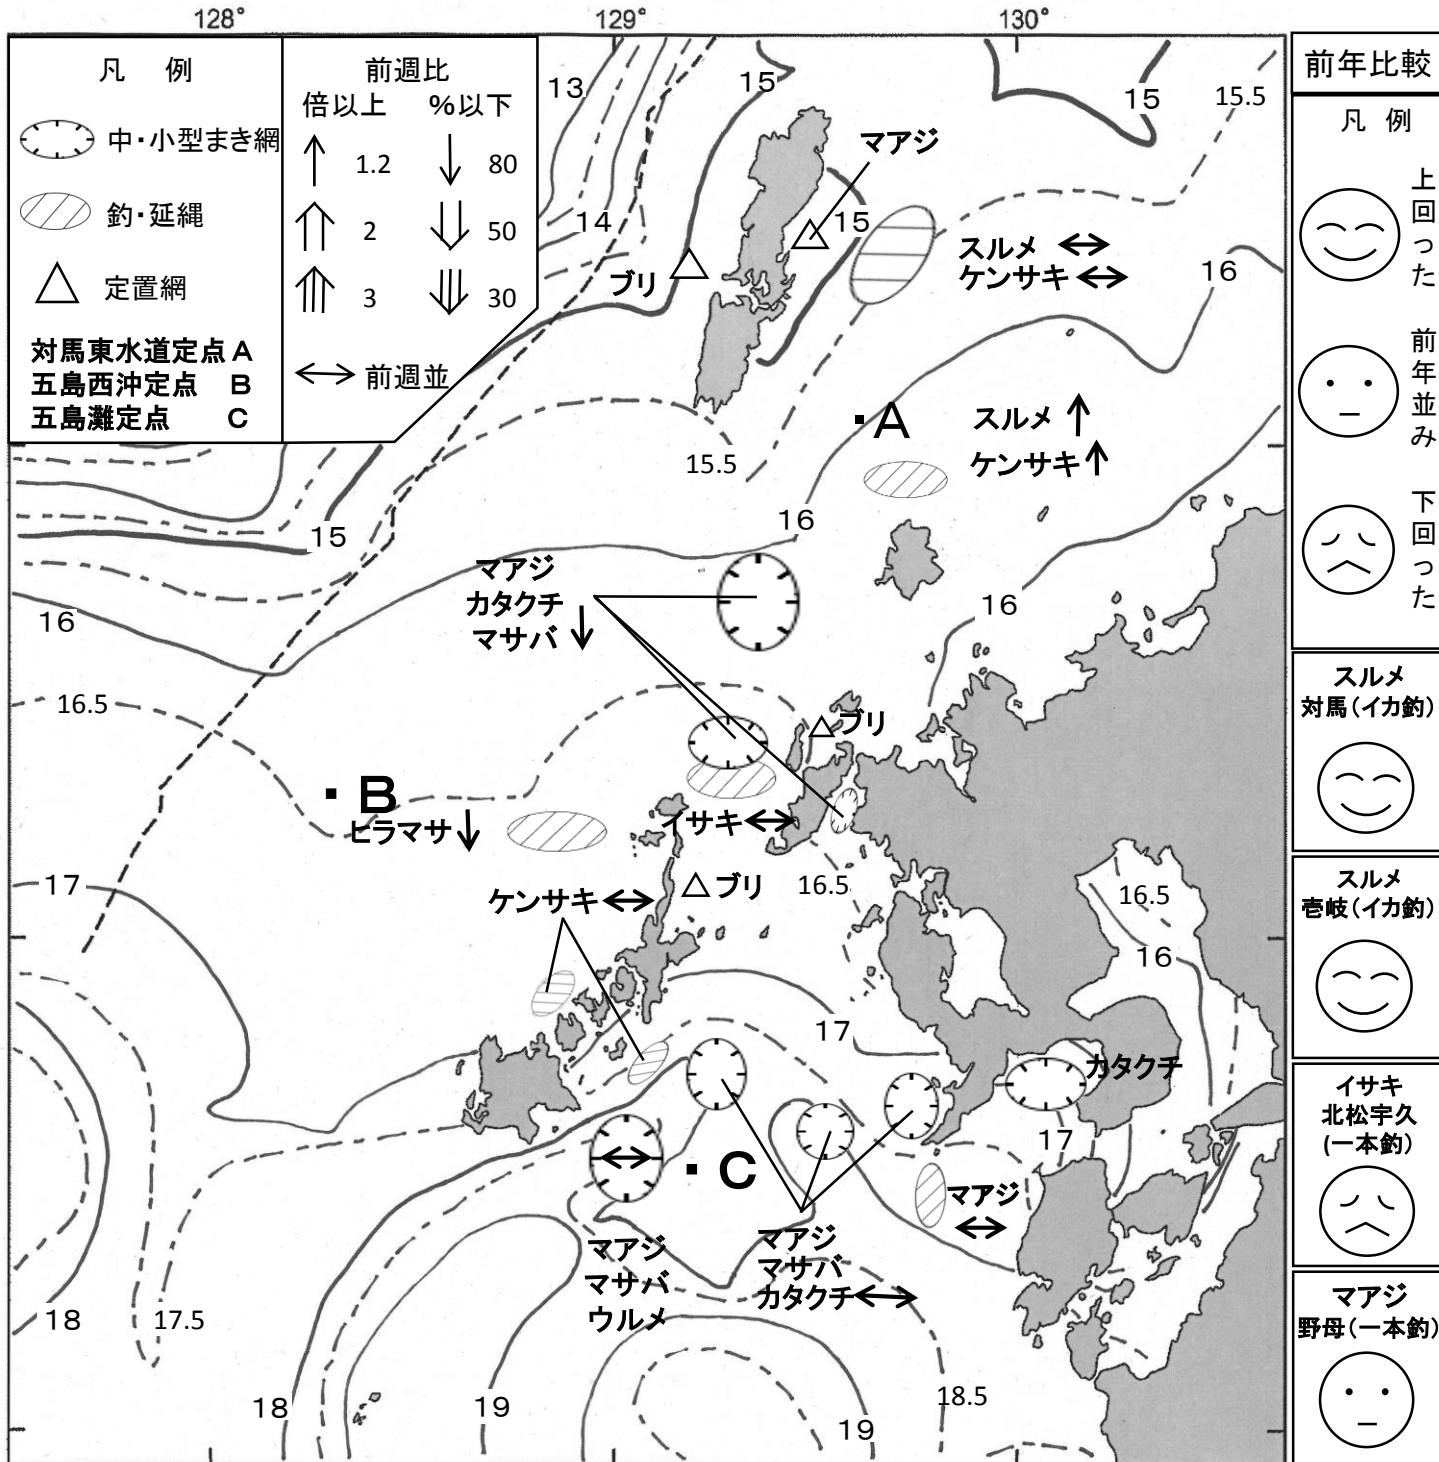 128°
129°
130°
凡 例
中・小型まき網
釣・延縄
定置網
対馬東水道定点 A
五島西沖定点 B
五島灘定点 C
前週比
倍以上 %以下
1.2 80
2 50
3 30
前週並
13
14
15
15
15.5
15
マアジ
ブリ
スルメ
ケンサキ
16
A
スルメ
ケンサキ
15.5
16
15
16
マアジ
カタクチ
マサバ
16
16.5
ブリ
B
ヒラマサ
イサキ
17
ケンサキ
ブリ
16.5
16.5
16
17
カタクチ
17
C
マアジ
マアジ
マサバ
ウルメ
マアジ
マサバ
カタクチ
18
17.5
18
19
19
18.5
前年比較
凡 例
上回った
前年並み
下回った
スルメ
対馬(イカ釣)
スルメ
壱岐(イカ釣)
イサキ
北松宇久
(一本釣)
マアジ
野母(一本釣)